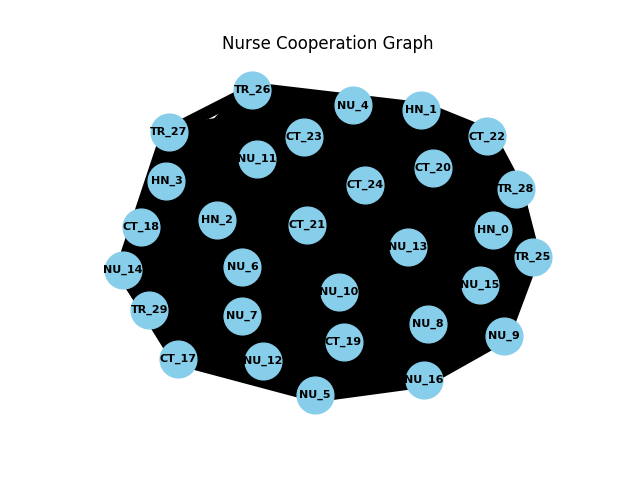 Nurse Cooperation Graph
TR_26
NU_4
HN_1
TR_27
CT_23
CT_22
NU_11
CT_20
HN_3
CT_24
TR_28
HN_2
CT_18
CT_21
HN_0
NU_13
TR_25
NU_14
NU_6
NU_15
NU_10
TR_29
NU_7
NU_8
NU_9
CT_19
CT_17
NU_12
NU_16
NU_5